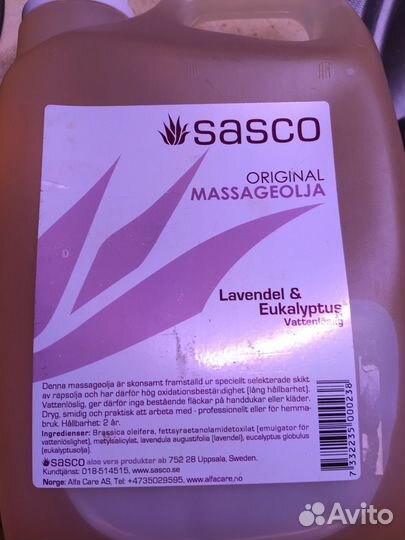 sasco
ORIGINAL
MASSAGEOLJA
Lavendel &
Eukalyptus
Vattenlöslig
Denna massageolja är skonsamt framställd ur speciellt selekterade skikt
av rapsolja och har därför hög oxidationsbeständighet (lång hållbarhet).
Vattenlöslig, ger därför inga bestående fläckar på handdukar eller kläder.
Dryg, smidig och praktisk att arbeta med - professionellt eller för hemma-
bruk. Hållbarhet: 2 år.
Ingredienser: Brassica oleifera, fettsyraetanolamidetoxilat (emulgator för
vattenlöslighet), metylsalicylat, lavendula augustifolia (lavendel), eucalyptus globulus
(eukalyptusolja).
sasco aloe vera produkter ab 752 28 Uppsala, Sweden.
Kundtjänst: 018-514515, www.sasco.se
Norge: Alfa Care AS, Tel: +4735029595, www.alfacare.no
7332235000238
Avito